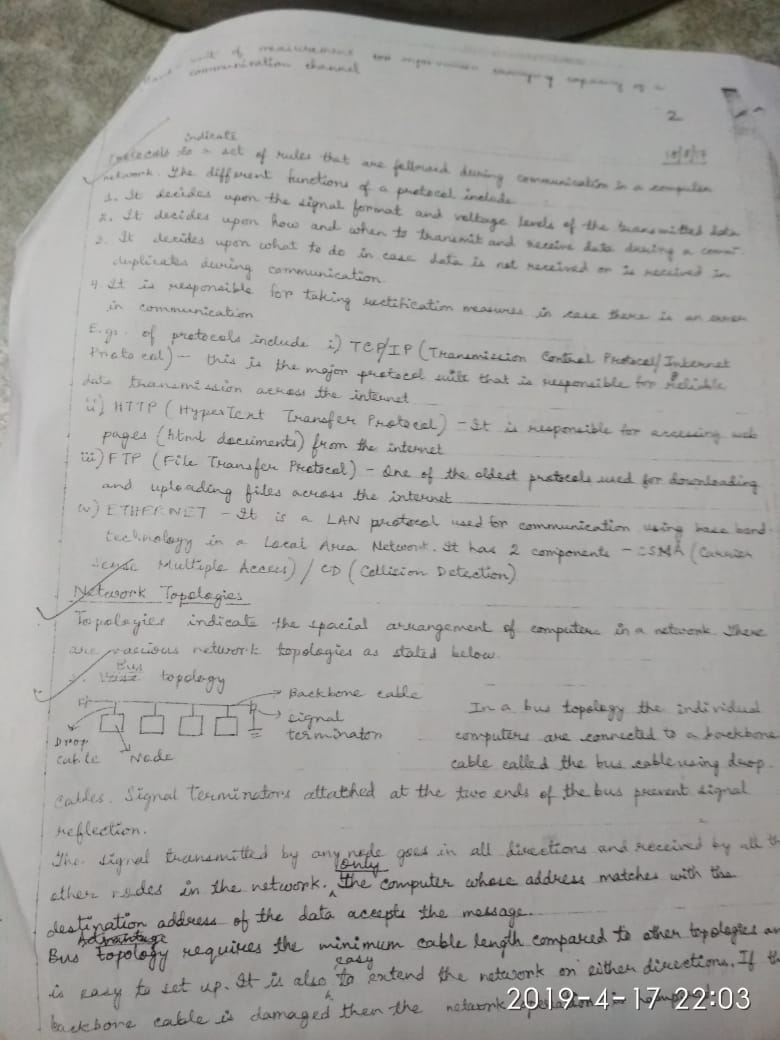 unit of measurement for information carrying capacity of a
communication channel
2
indicate
Protocols is a set of rules that are followed during communication in a computer
network. The different functions of a protocol include
1. It decides upon the signal format and voltage levels of the transmitted data
2. It decides upon how and when to transmit and receive data during a comm.
3. It decides upon what to do in case data is not received or is received in
duplicates during communication.
4. It is responsible for taking rectification measures in case there is an error
in communication
E.gs. of protocols include i) TCP/IP (Transmission Control Protocol/Internet
Protocol) - this is the major protocol suite that is responsible for reliable
data transmission across the internet
ii) HTTP (HyperText Transfer Protocol) - It is responsible for accessing web
pages (html documents) from the internet
iii) FTP (File Transfer Protocol) - One of the oldest protocols used for downloading
and uploading files across the internet
iv) ETHERNET - It is a LAN protocol used for communication using base band
technology in a Local Area Network. It has 2 components - CSMA (Carrier
Sense Multiple Access) / CD (Collision Detection)
Network Topologies
Topologies indicate the spacial arrangement of computers in a network. There
are various network topologies as stated below.
Bus
topology
Backbone cable
signal
terminator
Drop
cable
Node
In a bus topology the individual
computers are connected to a backbone
cable called the bus cable using drop
cables. Signal terminators attatched at the two ends of the bus prevent signal
reflection.
The signal transmitted by any node goes in all directions and received by all the
only
other nodes in the network. The computer whose address matches with the
destination address of the data accepts the message.
Advantage
Bus topology requires the minimum cable length compared to other topologies an
easy
is easy to set up. It is also to extend the network on either directions. If the
backbone cable is damaged then the network
2019-4-17 22:03